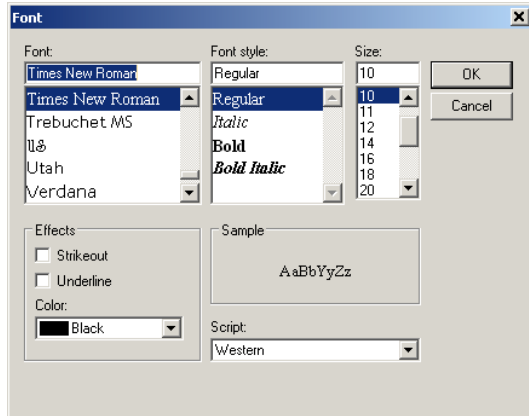 Font
Font:
Font style:
Size:
Times New Roman
Regular
10
OK
Cancel
Times New Roman
Trebuchet MS
Utah
Verdana
Regular
Italic
Bold
Bold Italic
10
11
12
14
16
18
20
Effects
Strikeout
Underline
Color:
Black
Sample
AaBbYyZz
Script:
Western